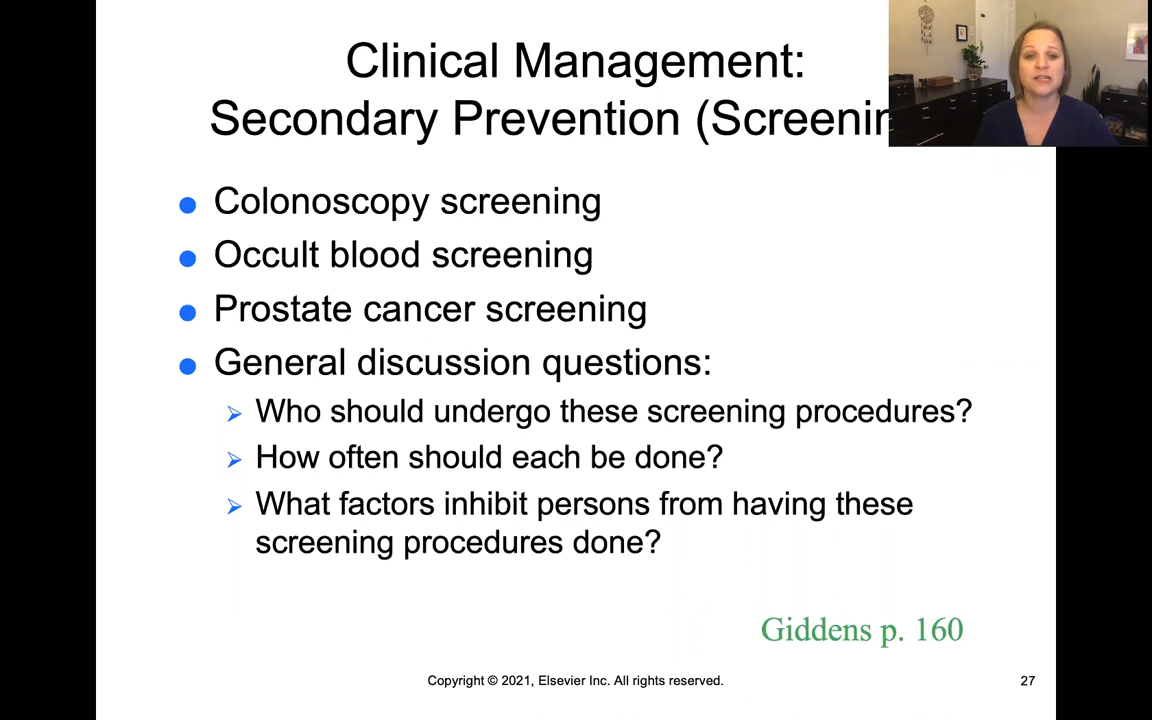 Clinical Management:
Secondary Prevention (Screenin
Colonoscopy screening
Occult blood screening
Prostate cancer screening
General discussion questions:
Who should undergo these screening procedures?
How often should each be done?
What factors inhibit persons from having these
screening procedures done?
Giddens p. 160
Copyright © 2021, Elsevier Inc. All rights reserved.
27